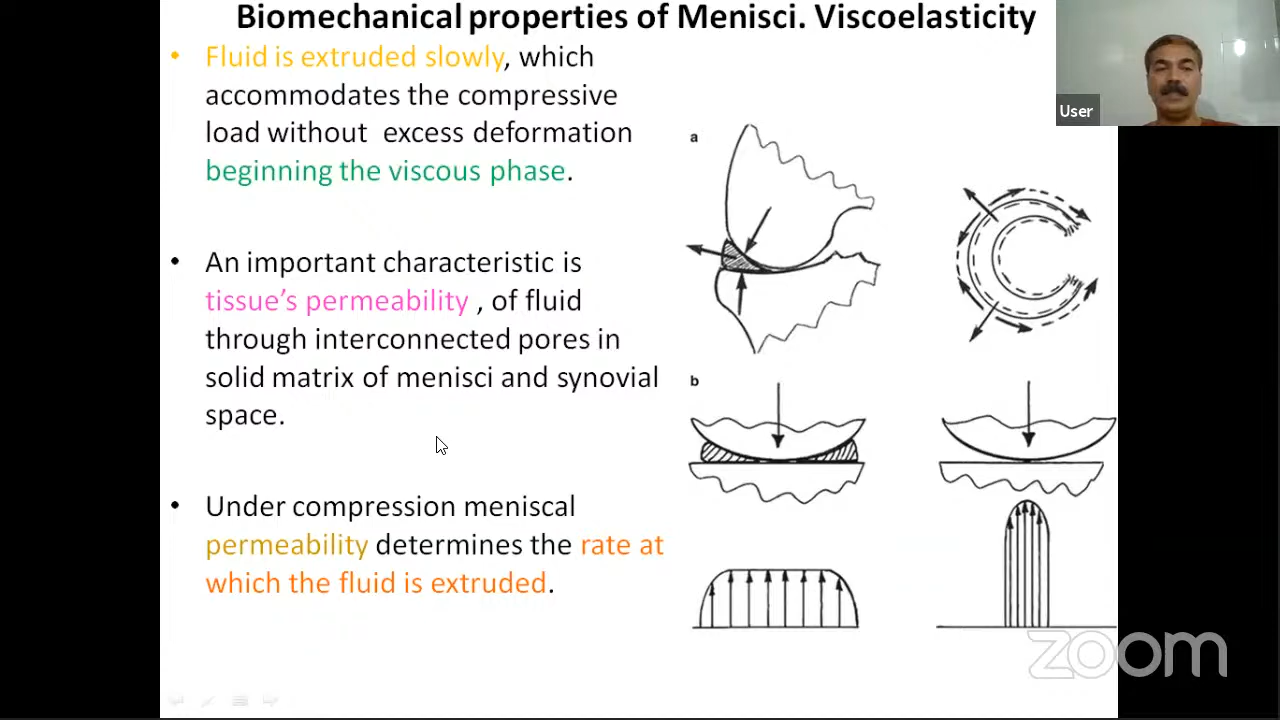 Biomechanical properties of Menisci. Viscoelasticity
• Fluid is extruded slowly, which
accommodates the compressive
load without excess deformation
beginning the viscous phase.
• An important characteristic is
tissue’s permeability , of fluid
through interconnected pores in
solid matrix of menisci and synovial
space.
• Under compression meniscal
permeability determines the rate at
which the fluid is extruded.
a
b
User
zoom